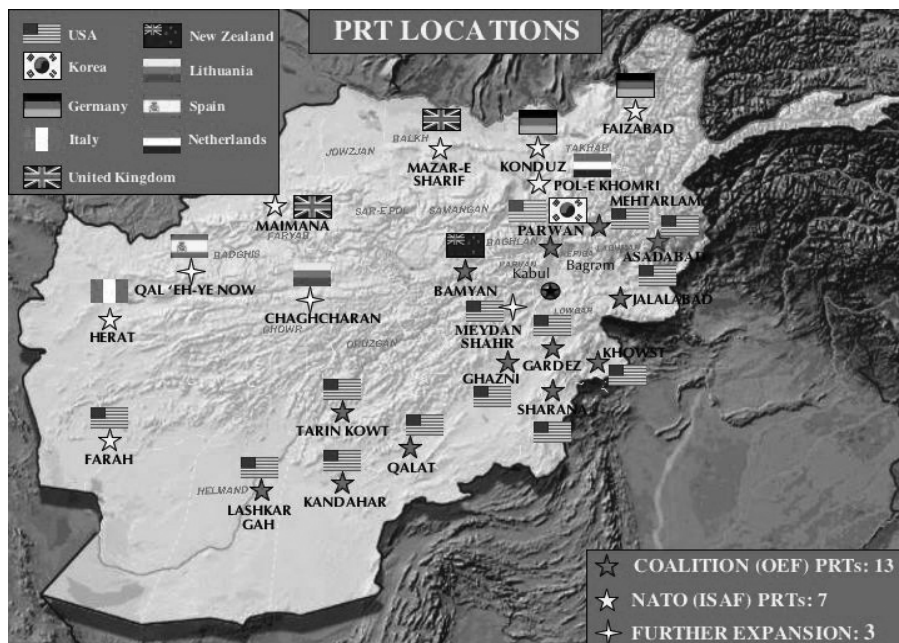 PRT LOCATIONS
USA
New Zealand
Korea
Lithuania
Germany
Spain
Italy
Netherlands
United Kingdom
FAIZABAD
BALKH
JOWZJAN
MAZAR-E
SHARIF
KONDUZ
TAKHAR
POL-E KHOMRI
MEHTARLAM
MAIMANA
FARYAB
SAR-E POL
SAMANGAN
PARWAN
BAGHLAN
ASADABAD
BADGHIS
QAL ‘EH-YE NOW
Kabul
Bagram
BAMYAN
JALALABAD
CHAGHCHARAN
HERAT
GHOWR
ORUZGAN
MEYDAN
SHAHR
LOWGAR
GARDEZ
KHOWST
GHAZNI
SHARANA
TARIN KOWT
FARAH
QALAT
HELMAND
LASHKAR
GAH
KANDAHAR
COALITION (OEF) PRTs: 13
NATO (ISAF) PRTs: 7
FURTHER EXPANSION: 3